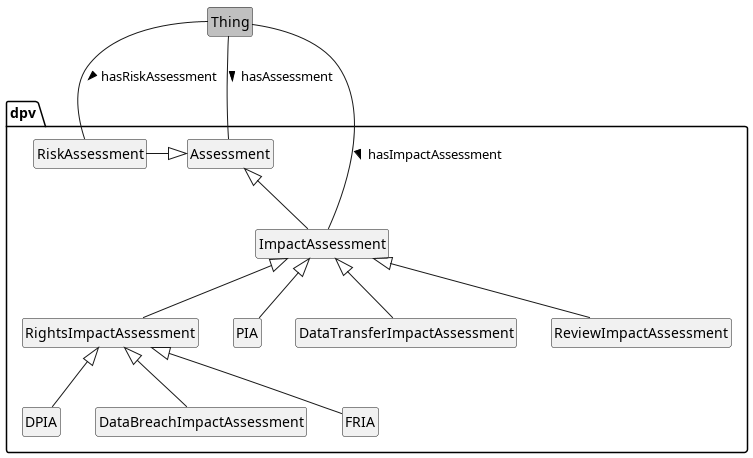 Thing
hasRiskAssessment
hasAssessment
dpv
RiskAssessment
Assessment
hasImpactAssessment
ImpactAssessment
RightsImpactAssessment
PIA
DataTransferImpactAssessment
ReviewImpactAssessment
DPIA
DataBreachImpactAssessment
FRIA